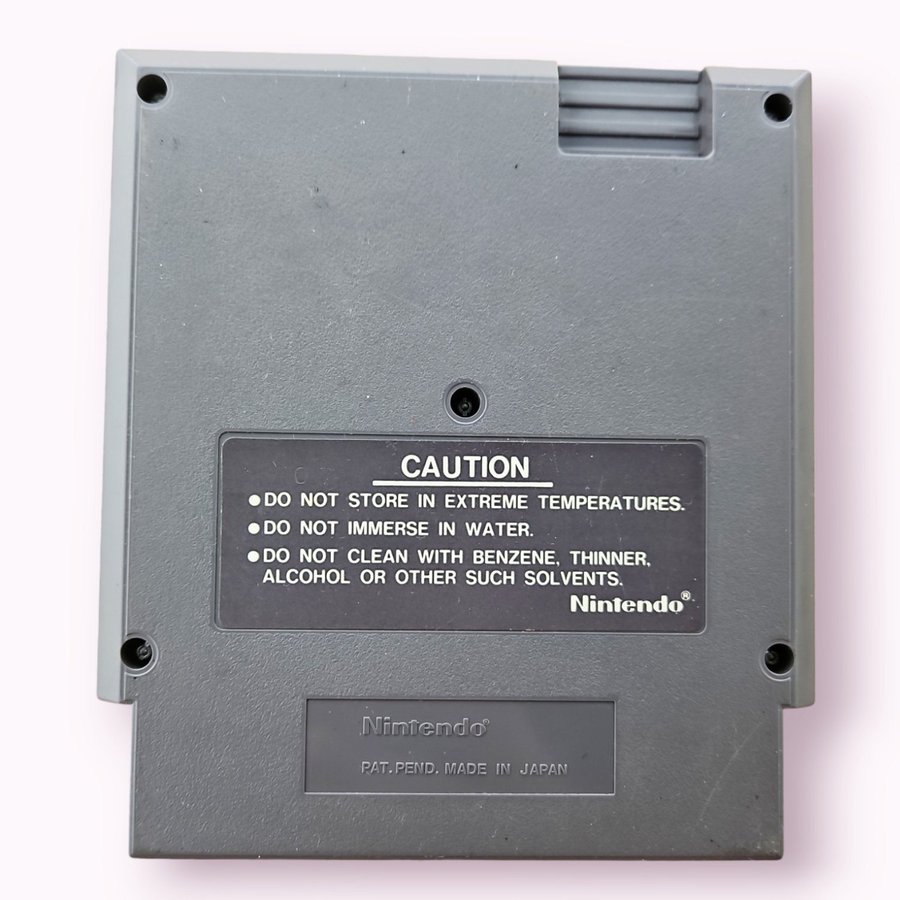 CAUTION
●DO NOT STORE IN EXTREME TEMPERATURES.
●DO NOT IMMERSE IN WATER.
●DO NOT CLEAN WITH BENZENE, THINNER,
ALCOHOL OR OTHER SUCH SOLVENTS.
Nintendo®
Nintendo®
PAT. PEND. MADE IN JAPAN